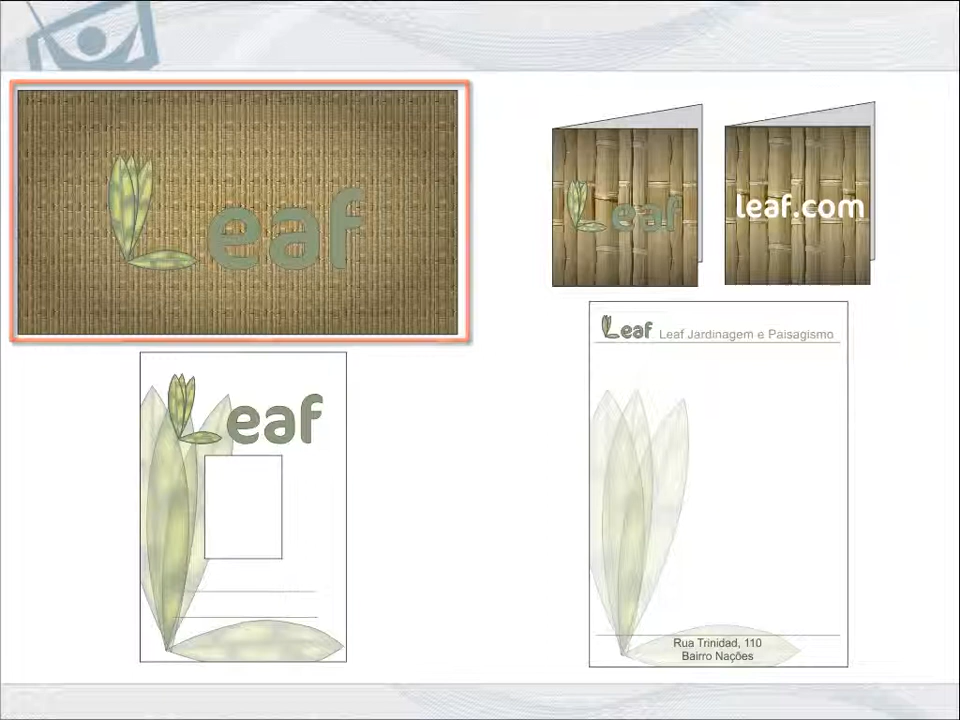 Leaf
Leaf
leaf.com
Leaf
Leaf Leaf Jardinagem e Paisagismo
Rua Trinidad, 110
Bairro Nações